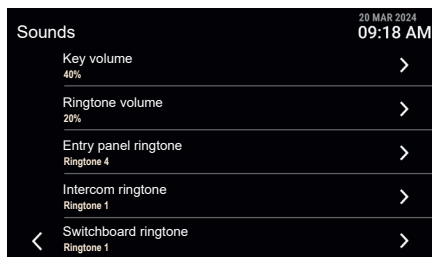 20 MAR 2024
Sounds
09:18 AM
Key volume
40%
Ringtone volume
20%
Entry panel ringtone
Ringtone 4
Intercom ringtone
Ringtone 1
Switchboard ringtone
Ringtone 1